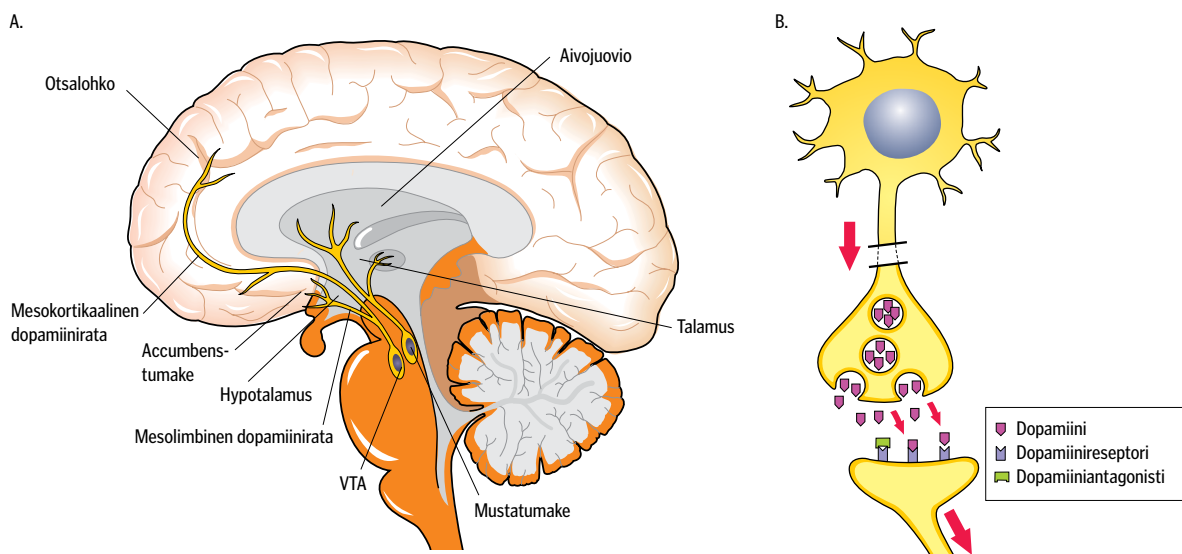 A.
Aivojuovio
Otsalohko
Mesokortikaalinen
dopamiinirata
Accumbens-
tumake
Hypotalamus
Mesolimbinen dopamiinirata
VTA
Mustatumake
Talamus
B.
Dopamiini
Dopamiinireseptori
Dopamiiniantagonisti